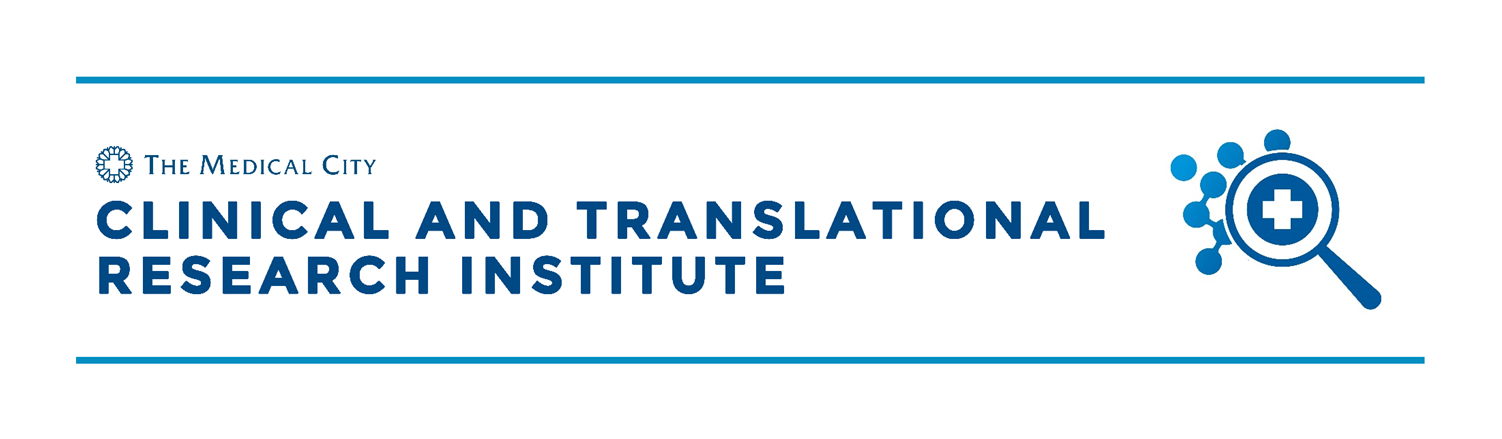 THE MEDICAL CITY
CLINICAL AND TRANSLATIONAL
RESEARCH INSTITUTE